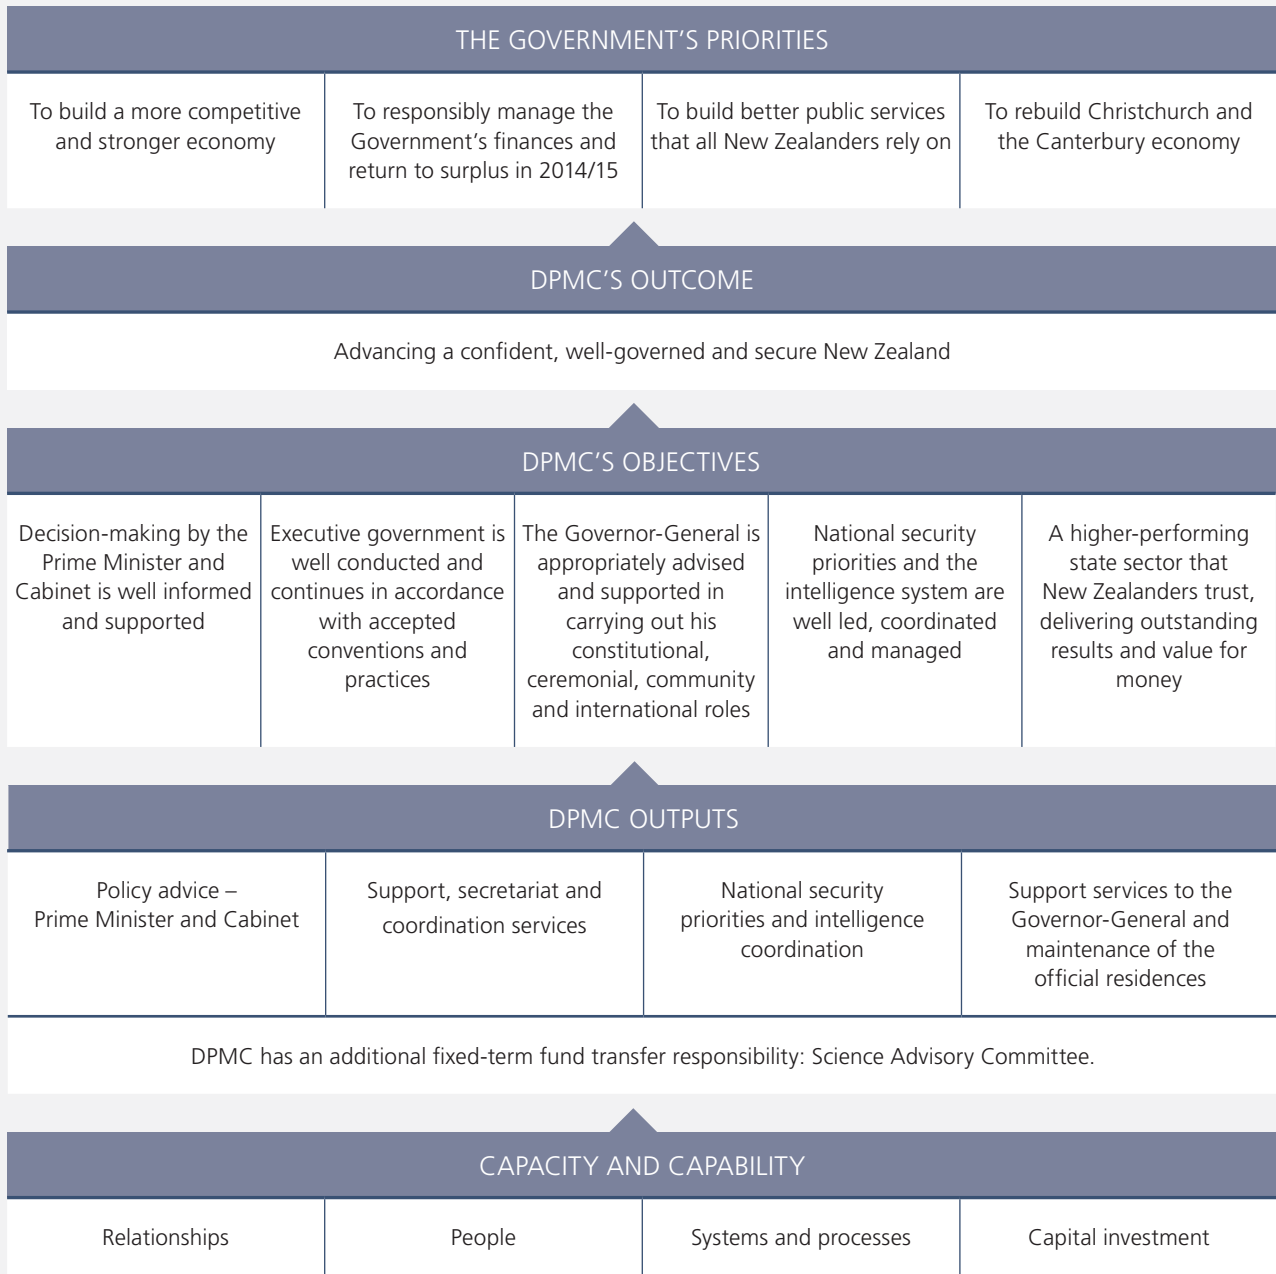 THE GOVERNMENT’S PRIORITIES
To build a more competitive
and stronger economy
To responsibly manage the
Government’s finances and
return to surplus in 2014/15
To build better public services
that all New Zealanders rely on
To rebuild Christchurch and
the Canterbury economy
DPMC’S OUTCOME
Advancing a confident, well-governed and secure New Zealand
DPMC’S OBJECTIVES
Decision-making by the
Prime Minister and
Cabinet is well informed
and supported
Executive government is
well conducted and
continues in accordance
with accepted
conventions and
practices
The Governor-General is
appropriately advised
and supported in
carrying out his
constitutional,
ceremonial, community
and international roles
National security
priorities and the
intelligence system are
well led, coordinated
and managed
A higher-performing
state sector that
New Zealanders trust,
delivering outstanding
results and value for
money
DPMC OUTPUTS
Policy advice –
Prime Minister and Cabinet
Support, secretariat and
coordination services
National security
priorities and intelligence
coordination
Support services to the
Governor-General and
maintenance of the
official residences
DPMC has an additional fixed-term fund transfer responsibility: Science Advisory Committee.
CAPACITY AND CAPABILITY
Relationships
People
Systems and processes
Capital investment